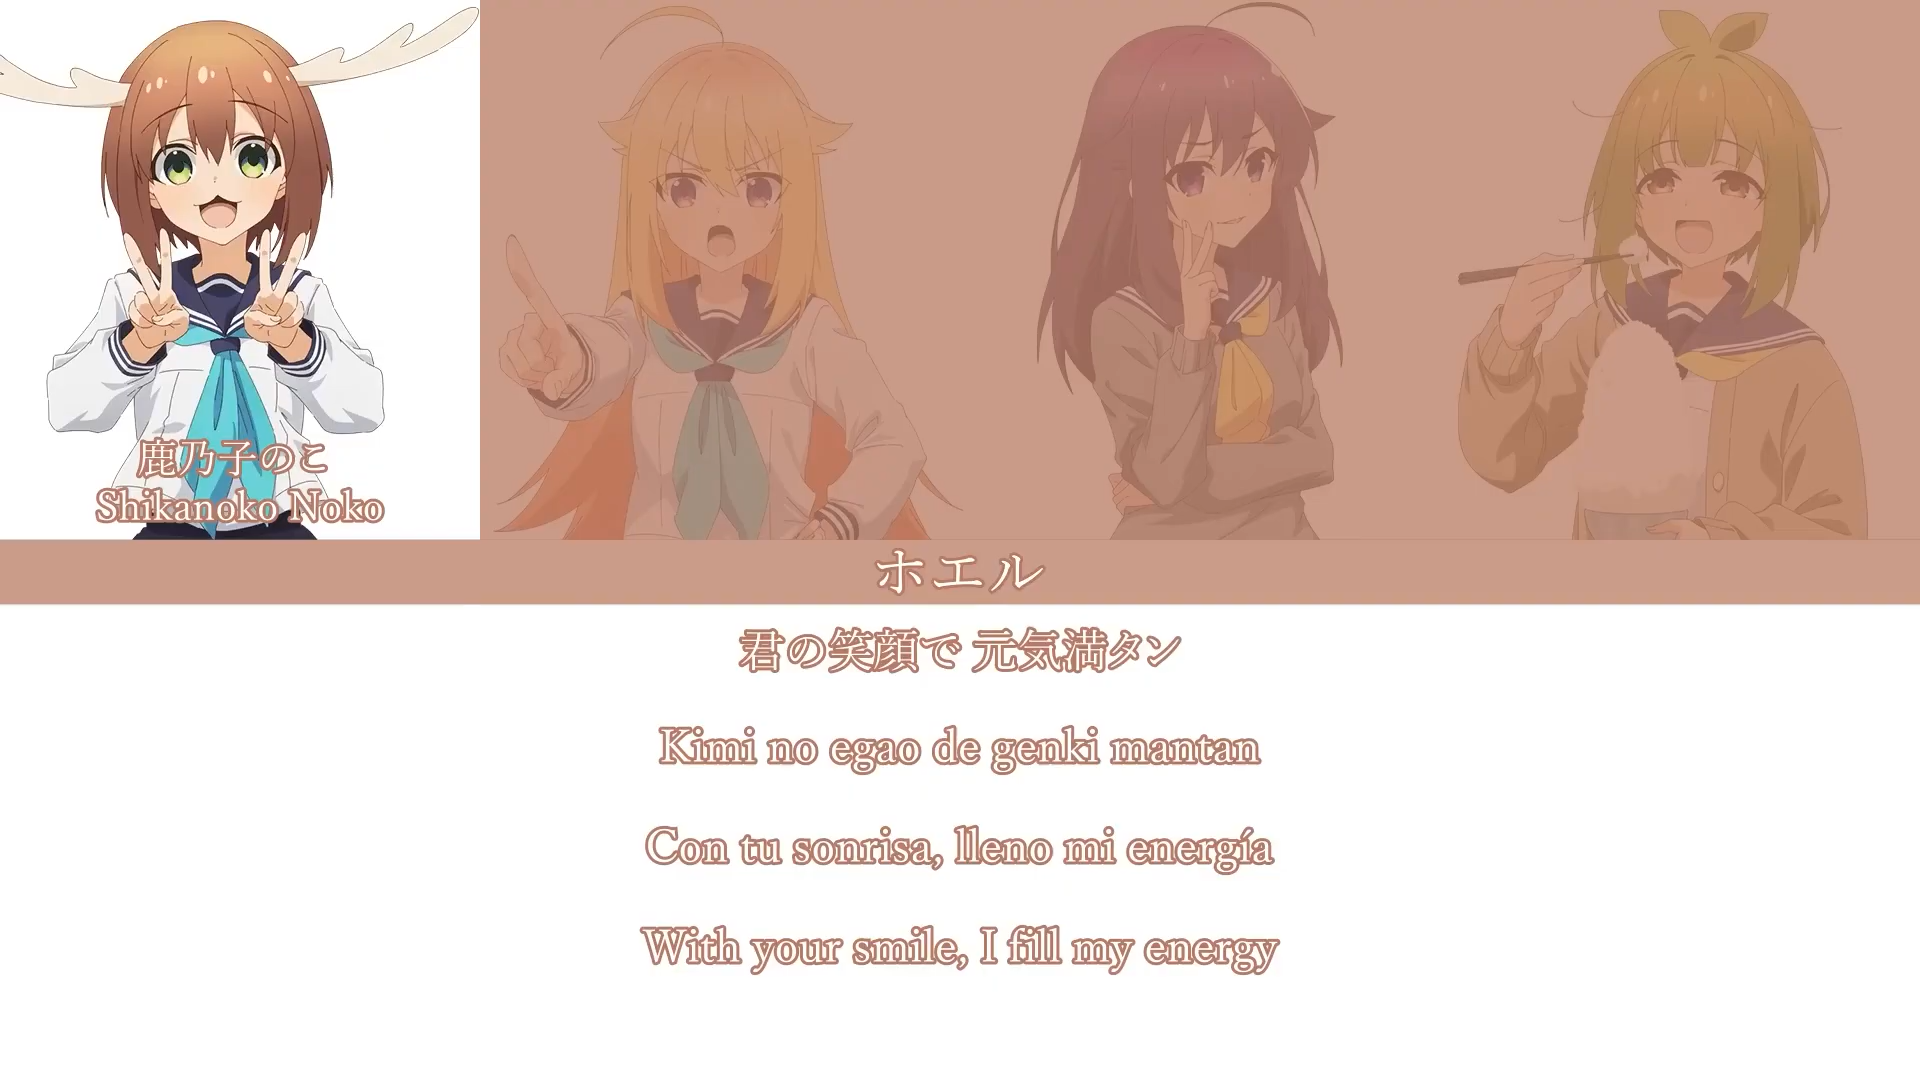 鹿乃子のこ
Shikanoko Noko
ホエル
君の笑顔で 元気満タン
Kimi no egao de genki mantan
Con tu sonrisa, lleno mi energía
With your smile, I fill my energy